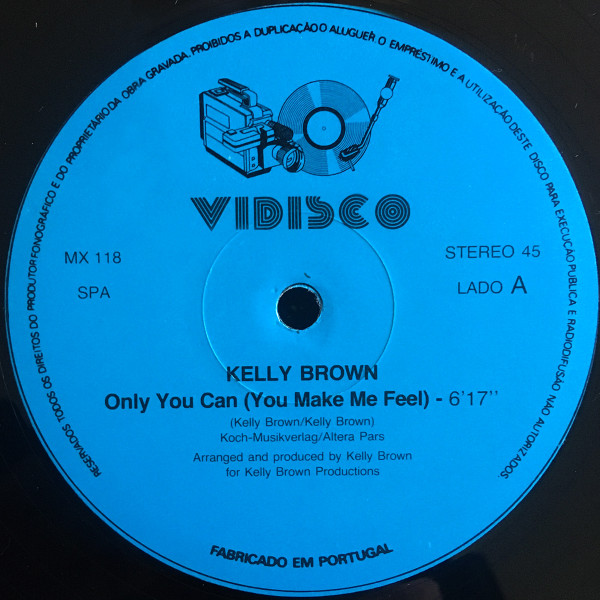 RESERVADOS TODOS OS DIREITOS DO PRODUTOR FONOGRÁFICO E DO PROPRIETÁRIO DA OBRA GRAVADA. PROIBIDOS A DUPLICAÇÃO O ALUGUER. O EMPRÉSTIMO E A UTILIZAÇÃO DESTE DISCO PARA EXECUÇÃO PÚBLICA E RADIODIFUSÃO NÃO AUTORIZADOS.
VIDISCO
MX 118
STEREO 45
SPA
LADO A
KELLY BROWN
Only You Can (You Make Me Feel) - 6'17"
(Kelly Brown/Kelly Brown)
Koch-Musikverlag/Altera Pars
Arranged and produced by Kelly Brown
for Kelly Brown Productions
FABRICADO EM PORTUGAL